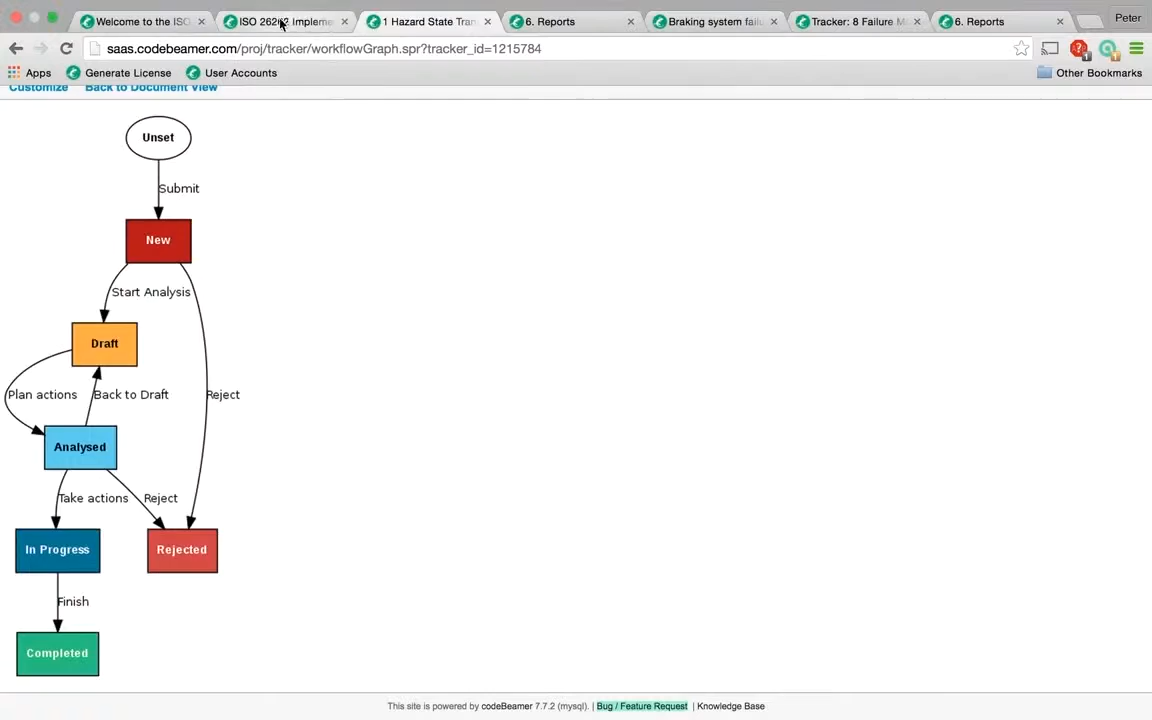 Welcome to the ISO
ISO 26262 Impleme
1 Hazard State Tran
6. Reports
Braking system failu
Tracker: 8 Failure M
6. Reports
Peter
saas.codebeamer.com/proj/tracker/workflowGraph.spr?tracker_id=1215784
Apps
Generate License
User Accounts
Other Bookmarks
Customize
Back to Document View
Unset
Submit
New
Start Analysis
Draft
Plan actions
Back to Draft
Reject
Analysed
Take actions
Reject
In Progress
Rejected
Finish
Completed
This site is powered by codeBeamer 7.7.2 (mysql). | Bug / Feature Request | Knowledge Base